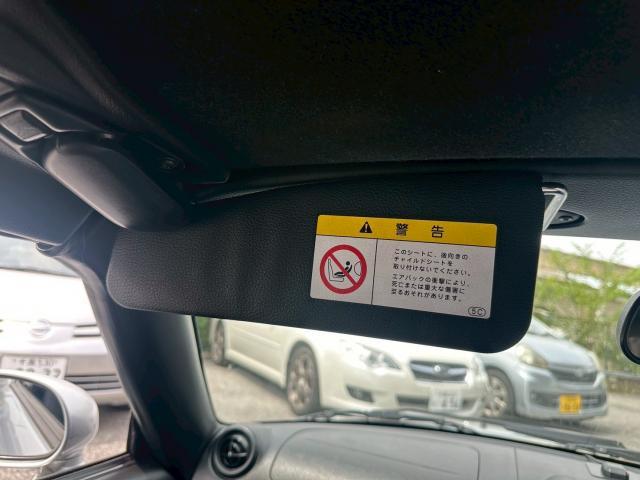 警告
このシートに、後向きの
チャイルドシートを
取り付けないでください。
エアバックの衝撃により、
死亡または重大な傷害に
至るおそれがあります。
5C